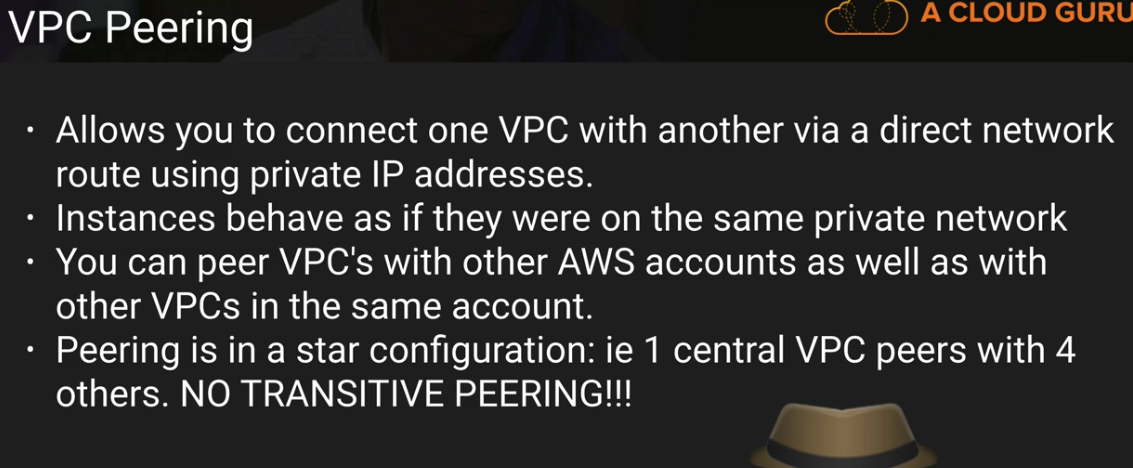 VPC Peering
A CLOUD GURU
· Allows you to connect one VPC with another via a direct network
route using private IP addresses.
· Instances behave as if they were on the same private network
· You can peer VPC's with other AWS accounts as well as with
other VPCs in the same account.
· Peering is in a star configuration: ie 1 central VPC peers with 4
others. NO TRANSITIVE PEERING!!!